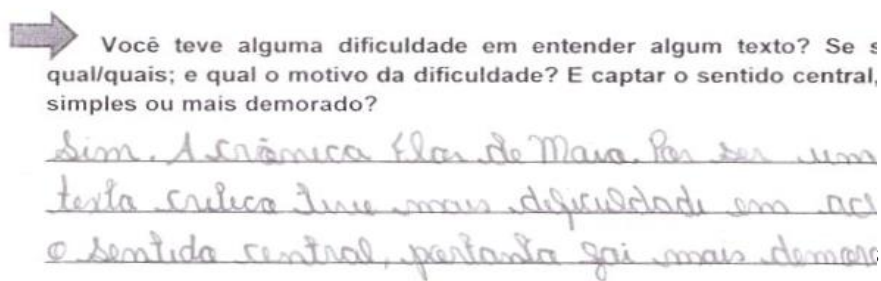 Você teve alguma dificuldade em entender algum texto? Se s
qual/quais; e qual o motivo da dificuldade? E captar o sentido central,
simples ou mais demorado?
Sim. A crônica Flor de Maio. Por ser um
texto crítico tive mais dificuldade em ac
o sentido central, portanto foi mais demora